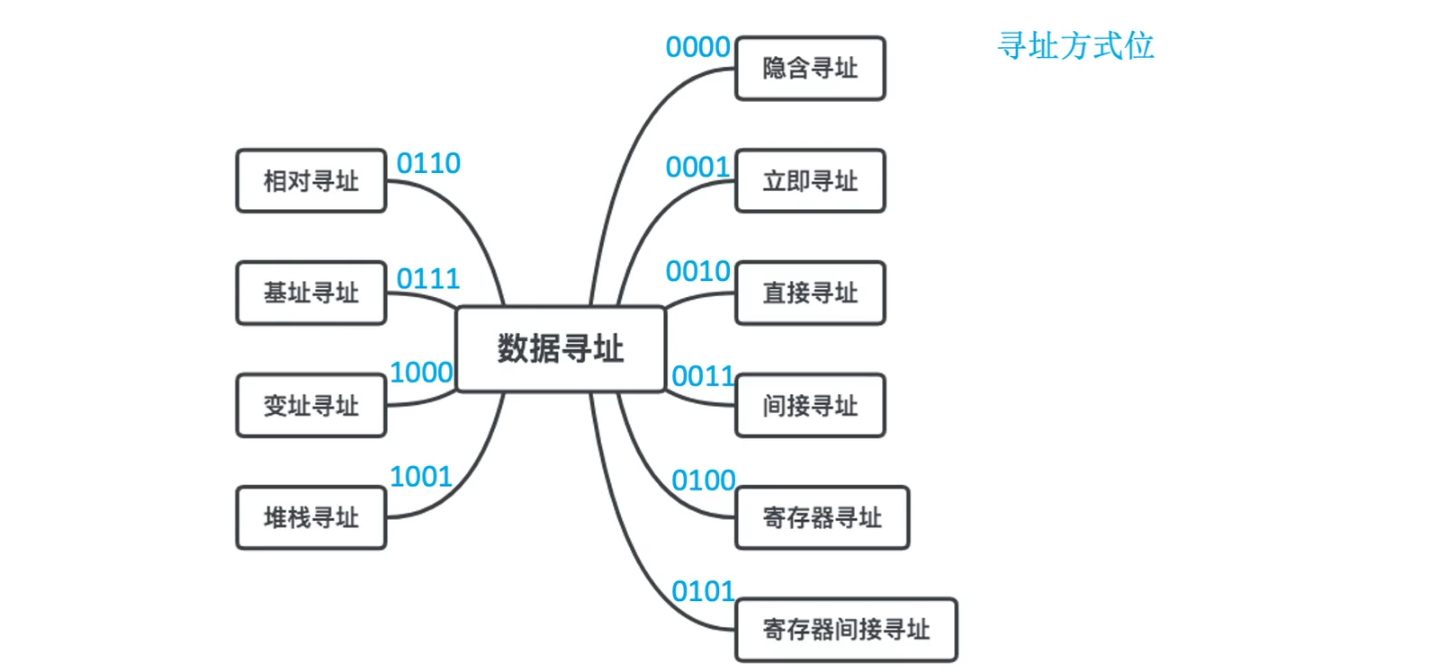 寻址方式位
0000
隐含寻址
0110
相对寻址
0001
立即寻址
0111
基址寻址
0010
直接寻址
数据寻址
1000
变址寻址
0011
间接寻址
1001
堆栈寻址
0100
寄存器寻址
0101
寄存器间接寻址